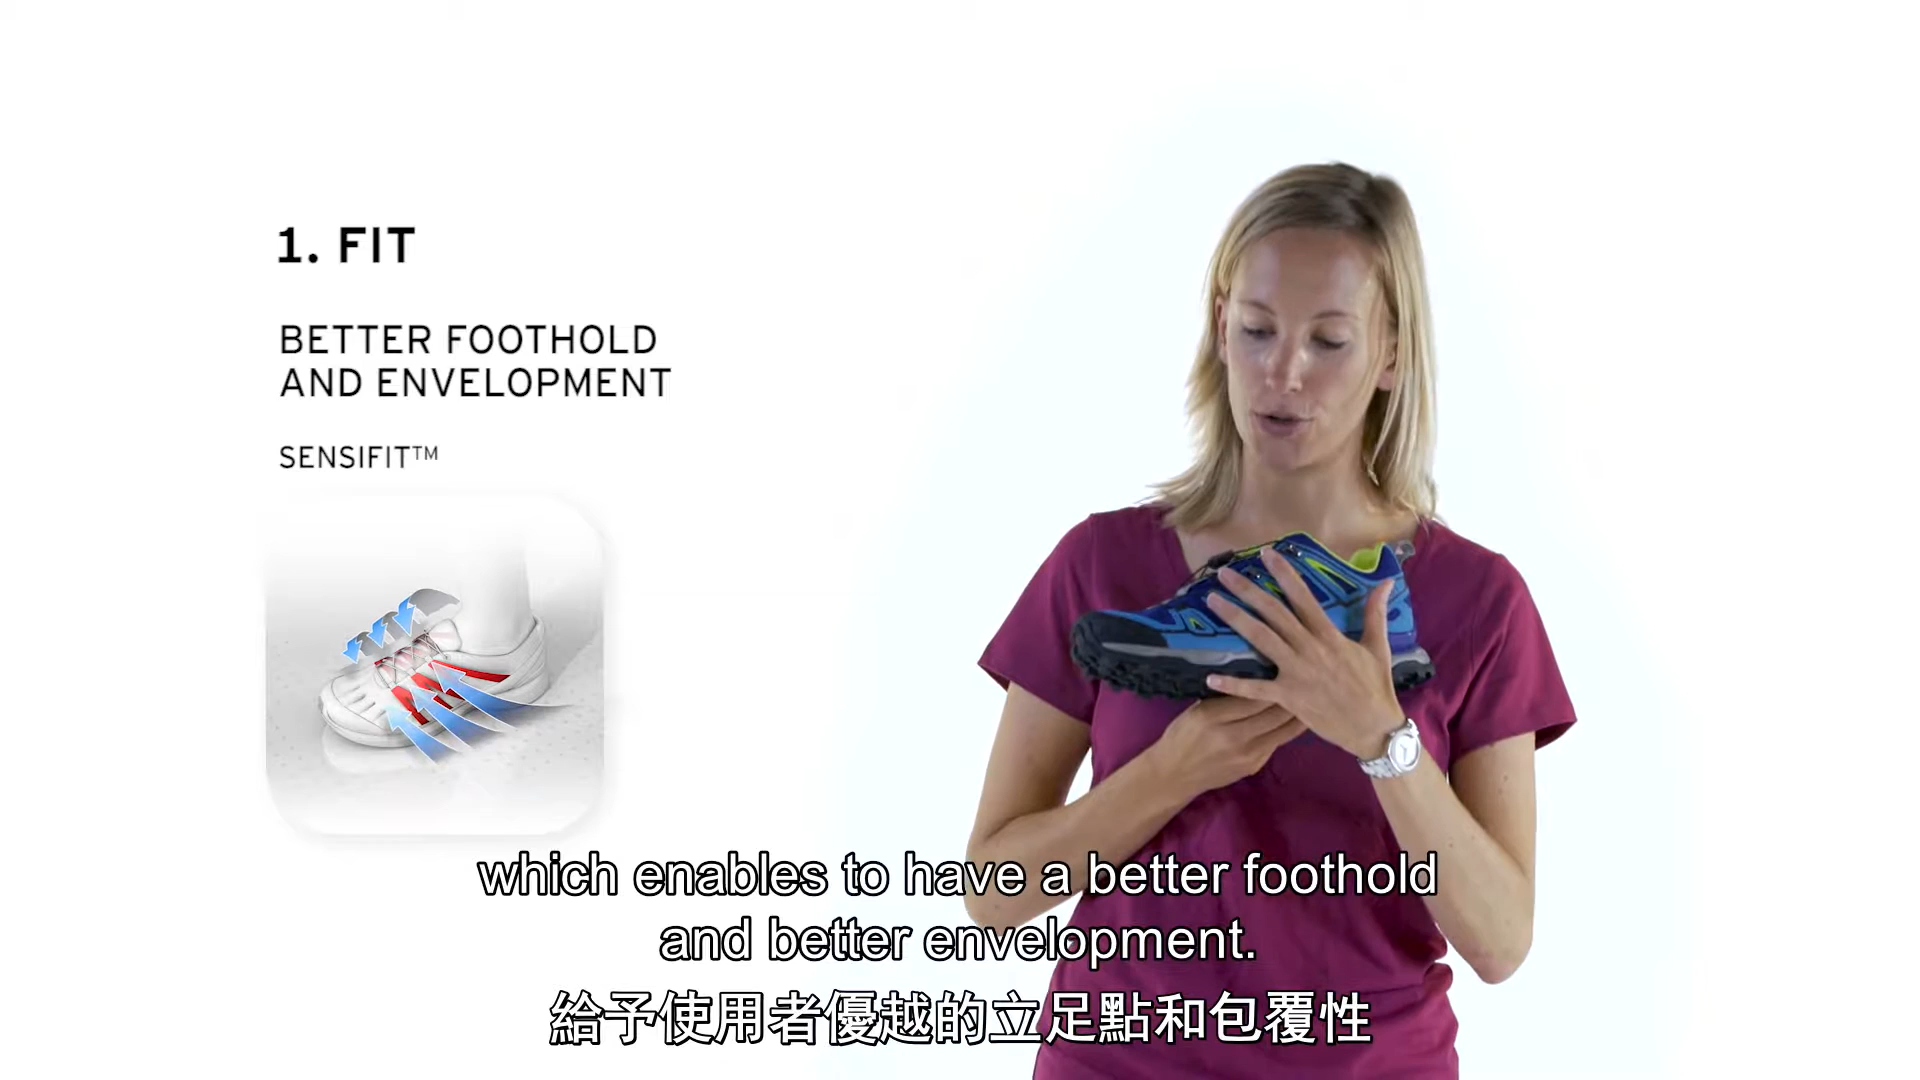 1. FIT
BETTER FOOTHOLD
AND ENVELOPMENT
SENSIFIT™
which enables to have a better foothold
and better envelopment.
給予使用者優越的立足點和包覆性